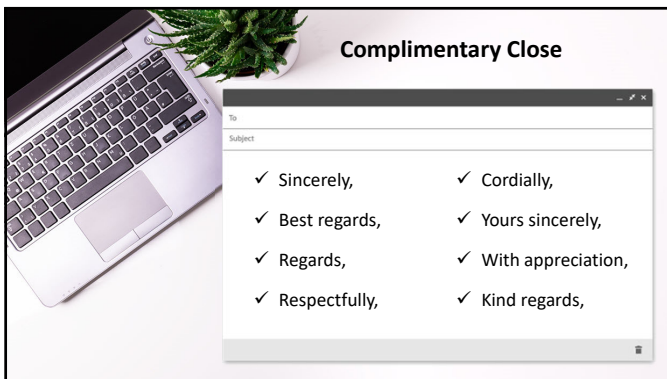 Complimentary Close
To
Subject
✓ Sincerely,
✓ Best regards,
✓ Regards,
✓ Respectfully,
✓ Cordially,
✓ Yours sincerely,
✓ With appreciation,
✓ Kind regards,